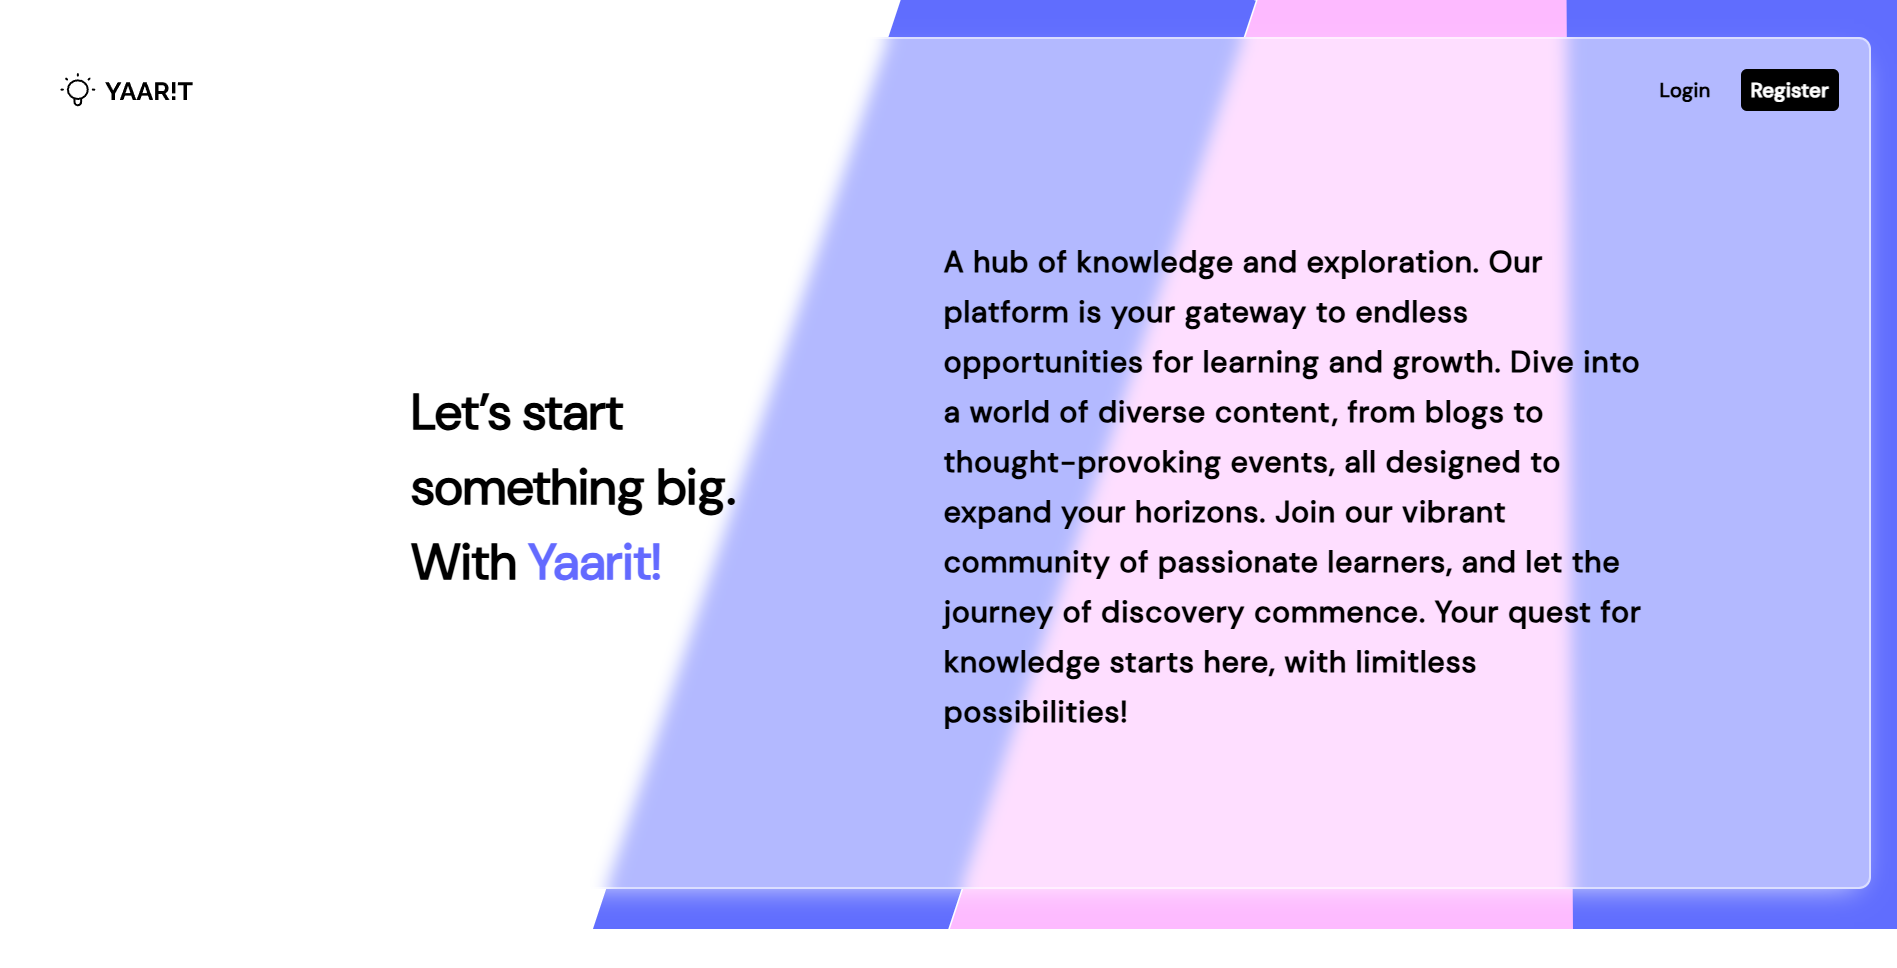 YAAR!T
Login
Register
Let’s start
something big.
With Yaarit!
A hub of knowledge and exploration. Our
platform is your gateway to endless
opportunities for learning and growth. Dive into
a world of diverse content, from blogs to
thought-provoking events, all designed to
expand your horizons. Join our vibrant
community of passionate learners, and let the
journey of discovery commence. Your quest for
knowledge starts here, with limitless
possibilities!